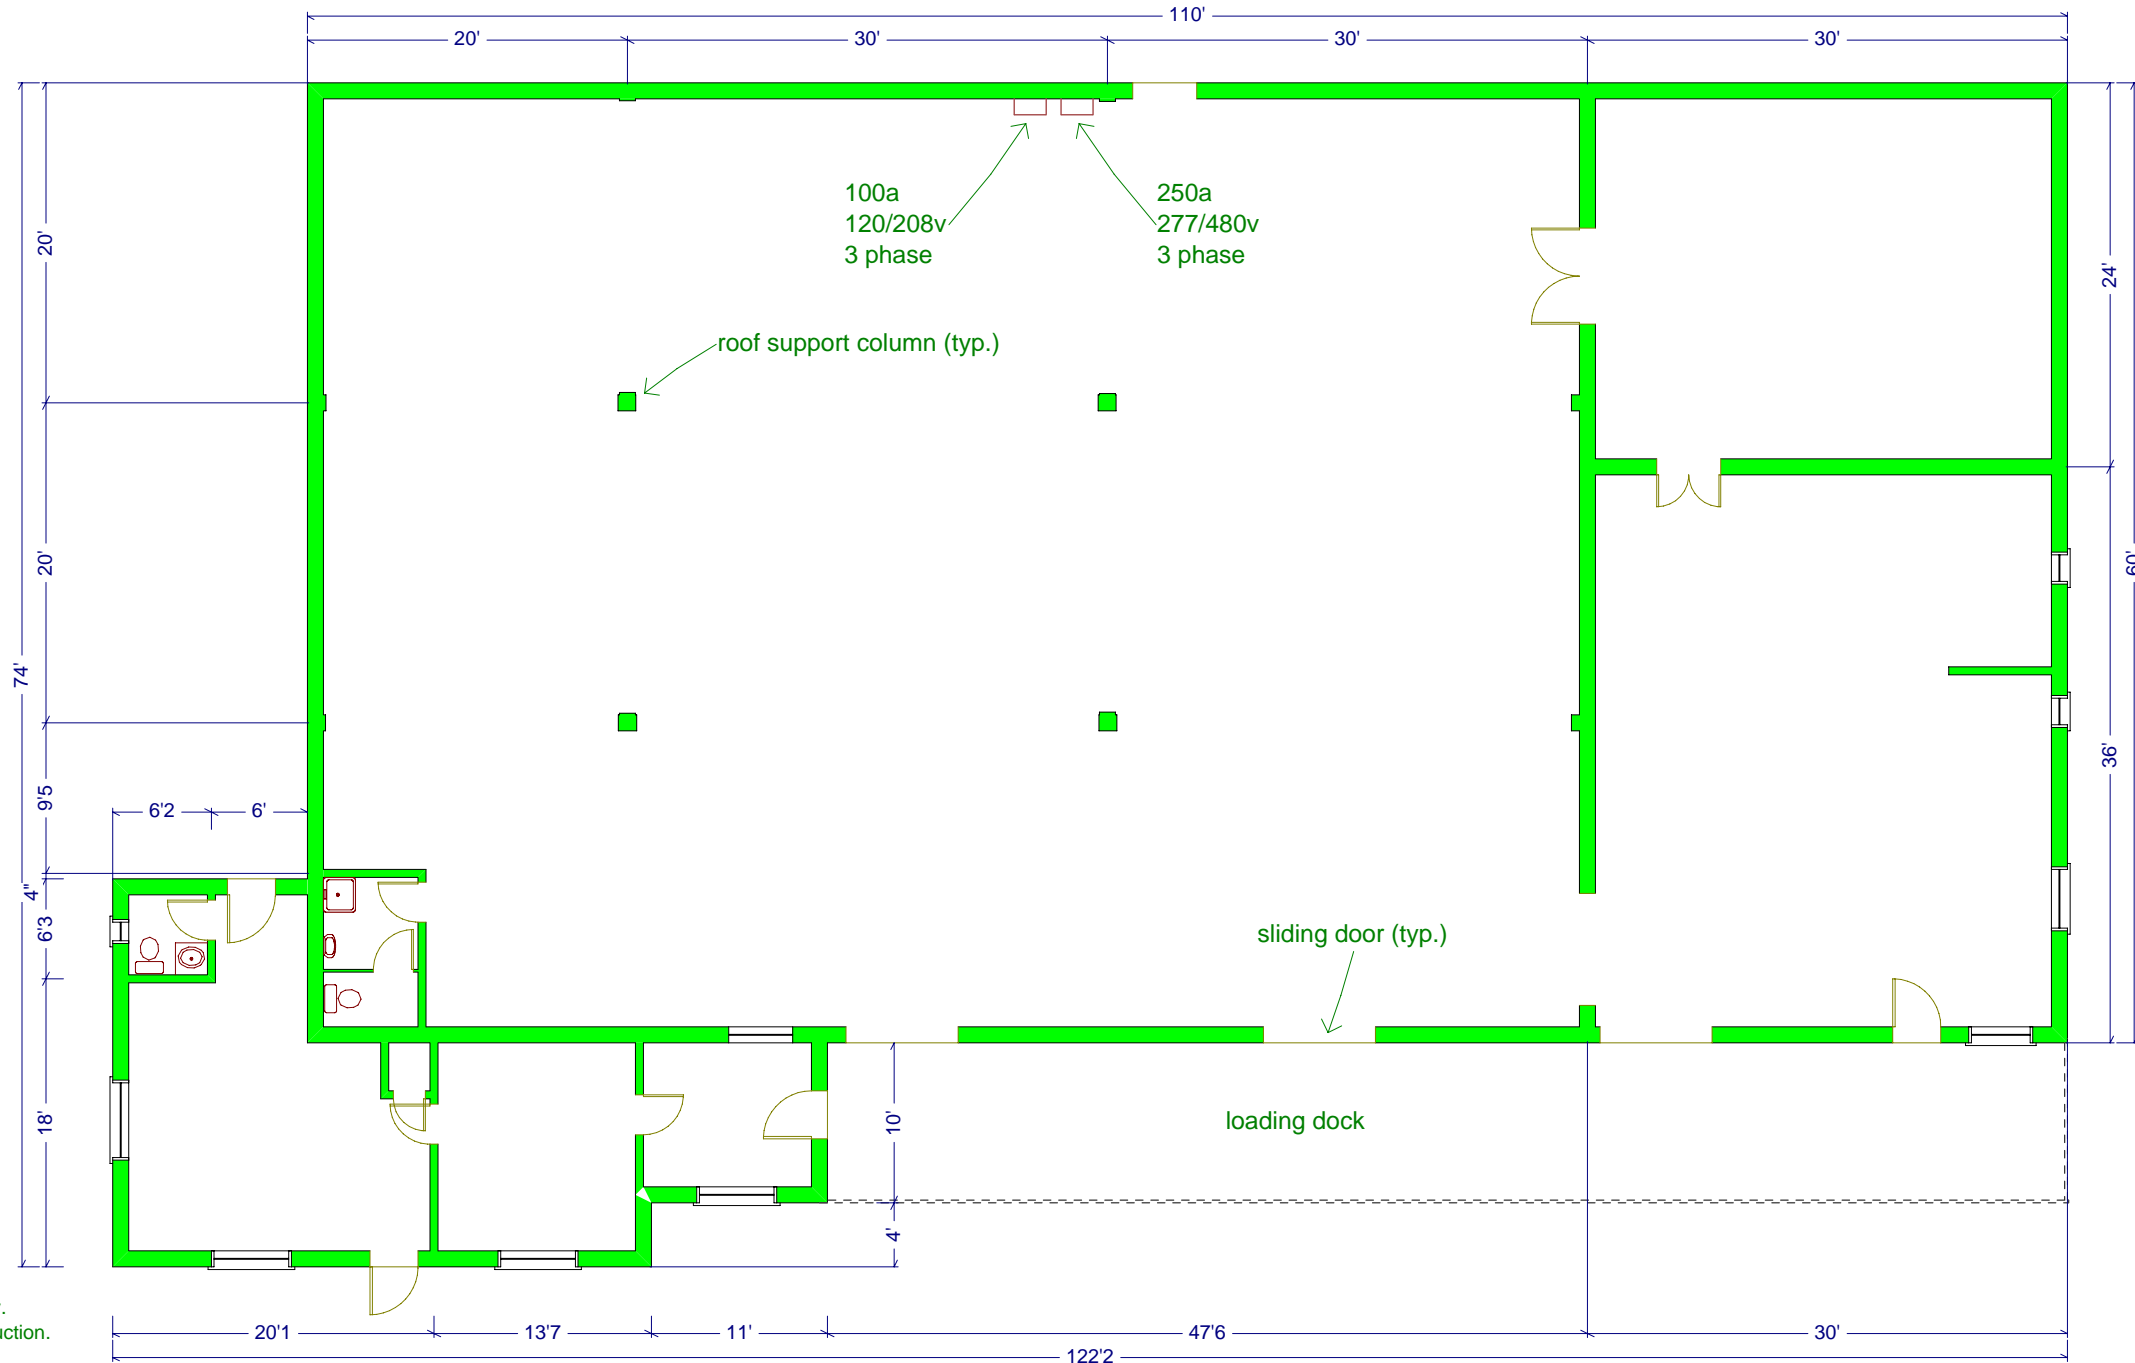 110'
20'
30'
30'
30'
100a
120/208v
3 phase
250a
277/480v
3 phase
20'
24'
roof support column (typ.)
20'
60'
74'
36'
9'5
6'2
6'
4"
6'3
sliding door (typ.)
18'
10'
loading dock
4'
20'1
13'7
11'
47'6
30'
122'2